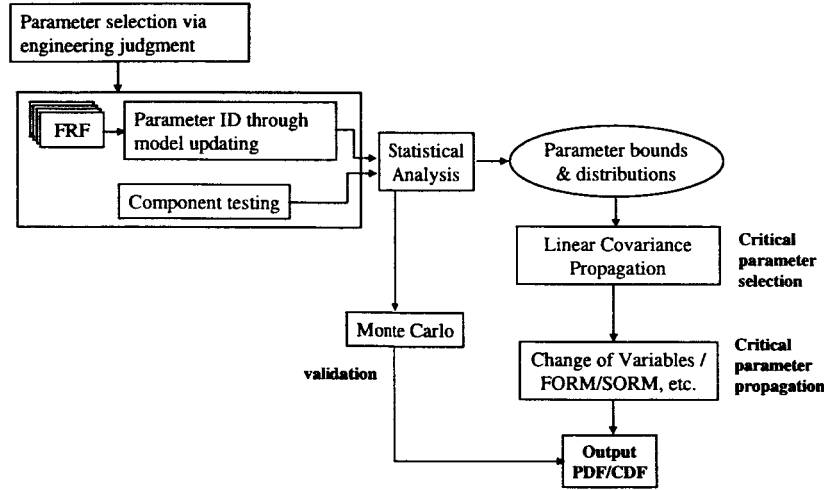 Parameter selection via
engineering judgment
FRF
Parameter ID through
model updating
Component testing
Statistical
Analysis
Parameter bounds
& distributions
Linear Covariance
Propagation
Critical
parameter
selection
Monte Carlo
validation
Change of Variables /
FORM/SORM, etc.
Critical
parameter
propagation
Output
PDF/CDF